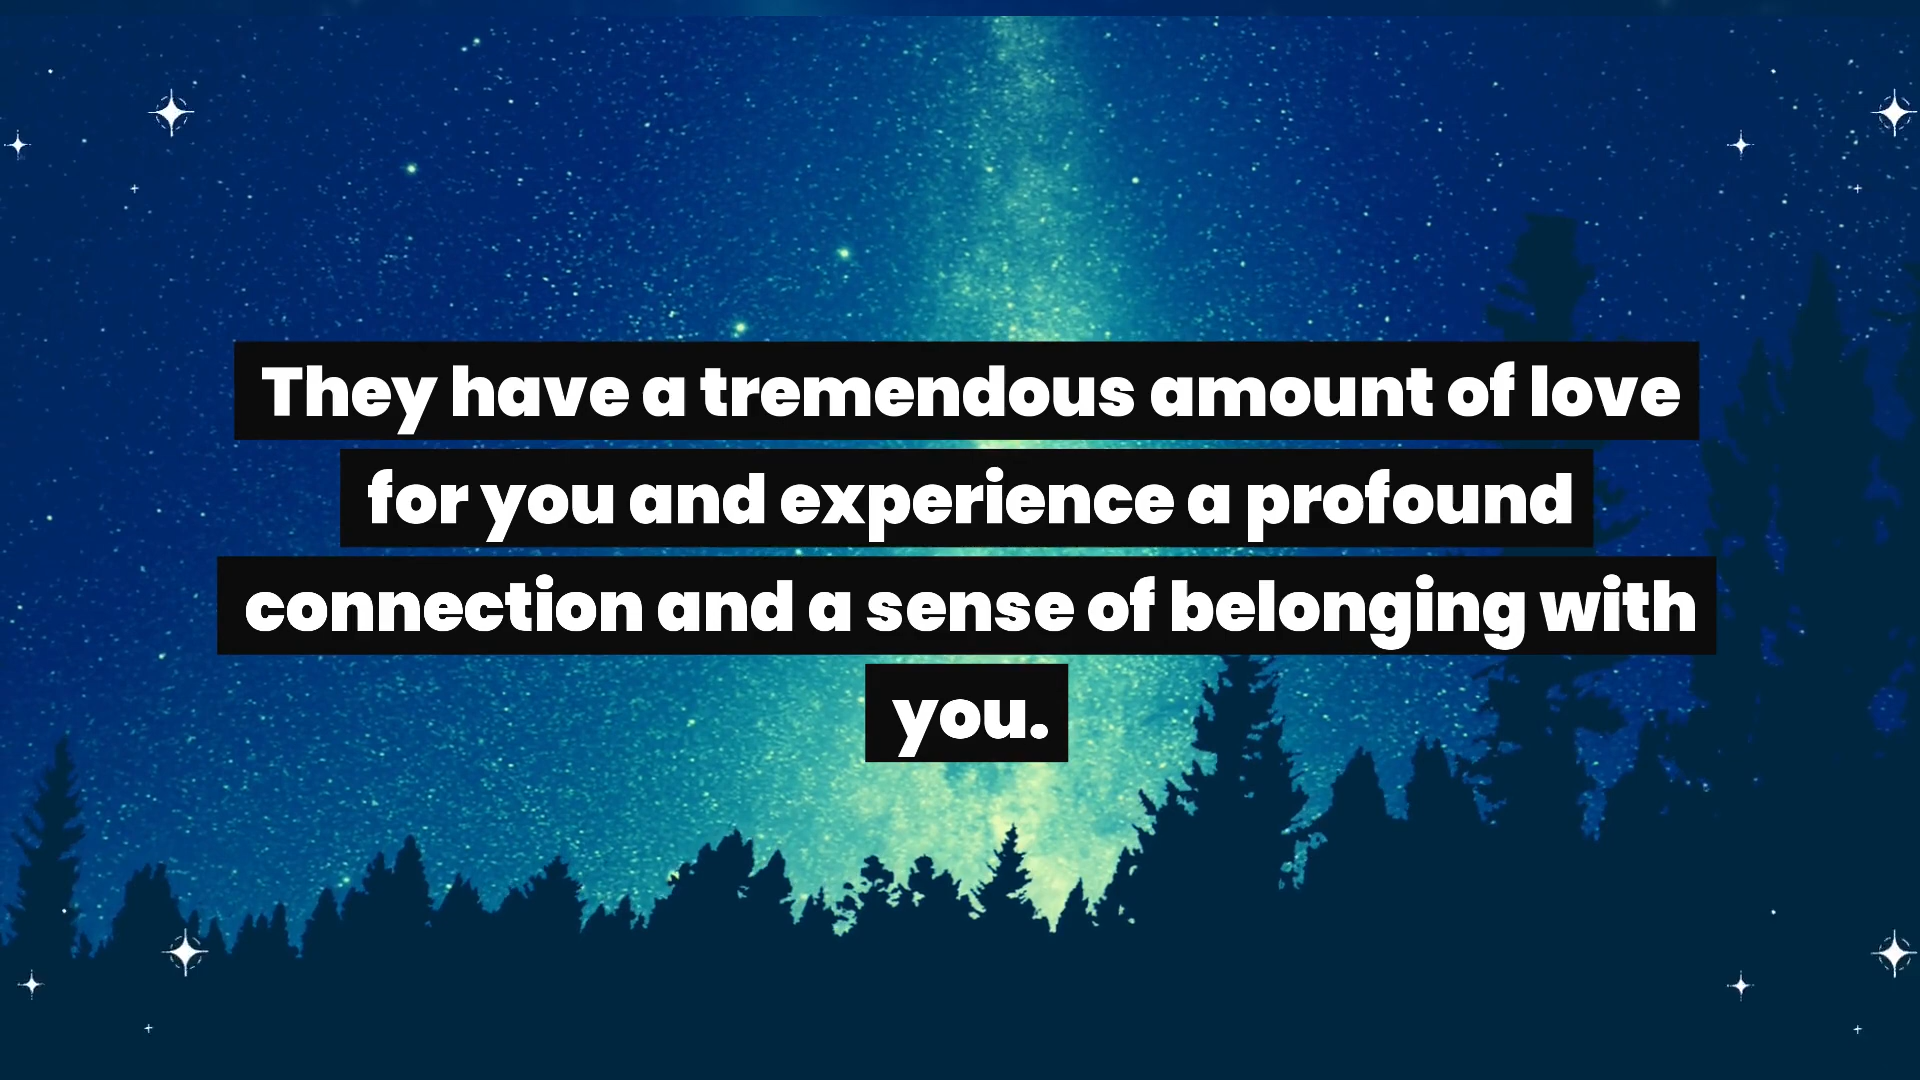 They have a tremendous amount of love
for you and experience a profound
connection and a sense of belonging with
you.